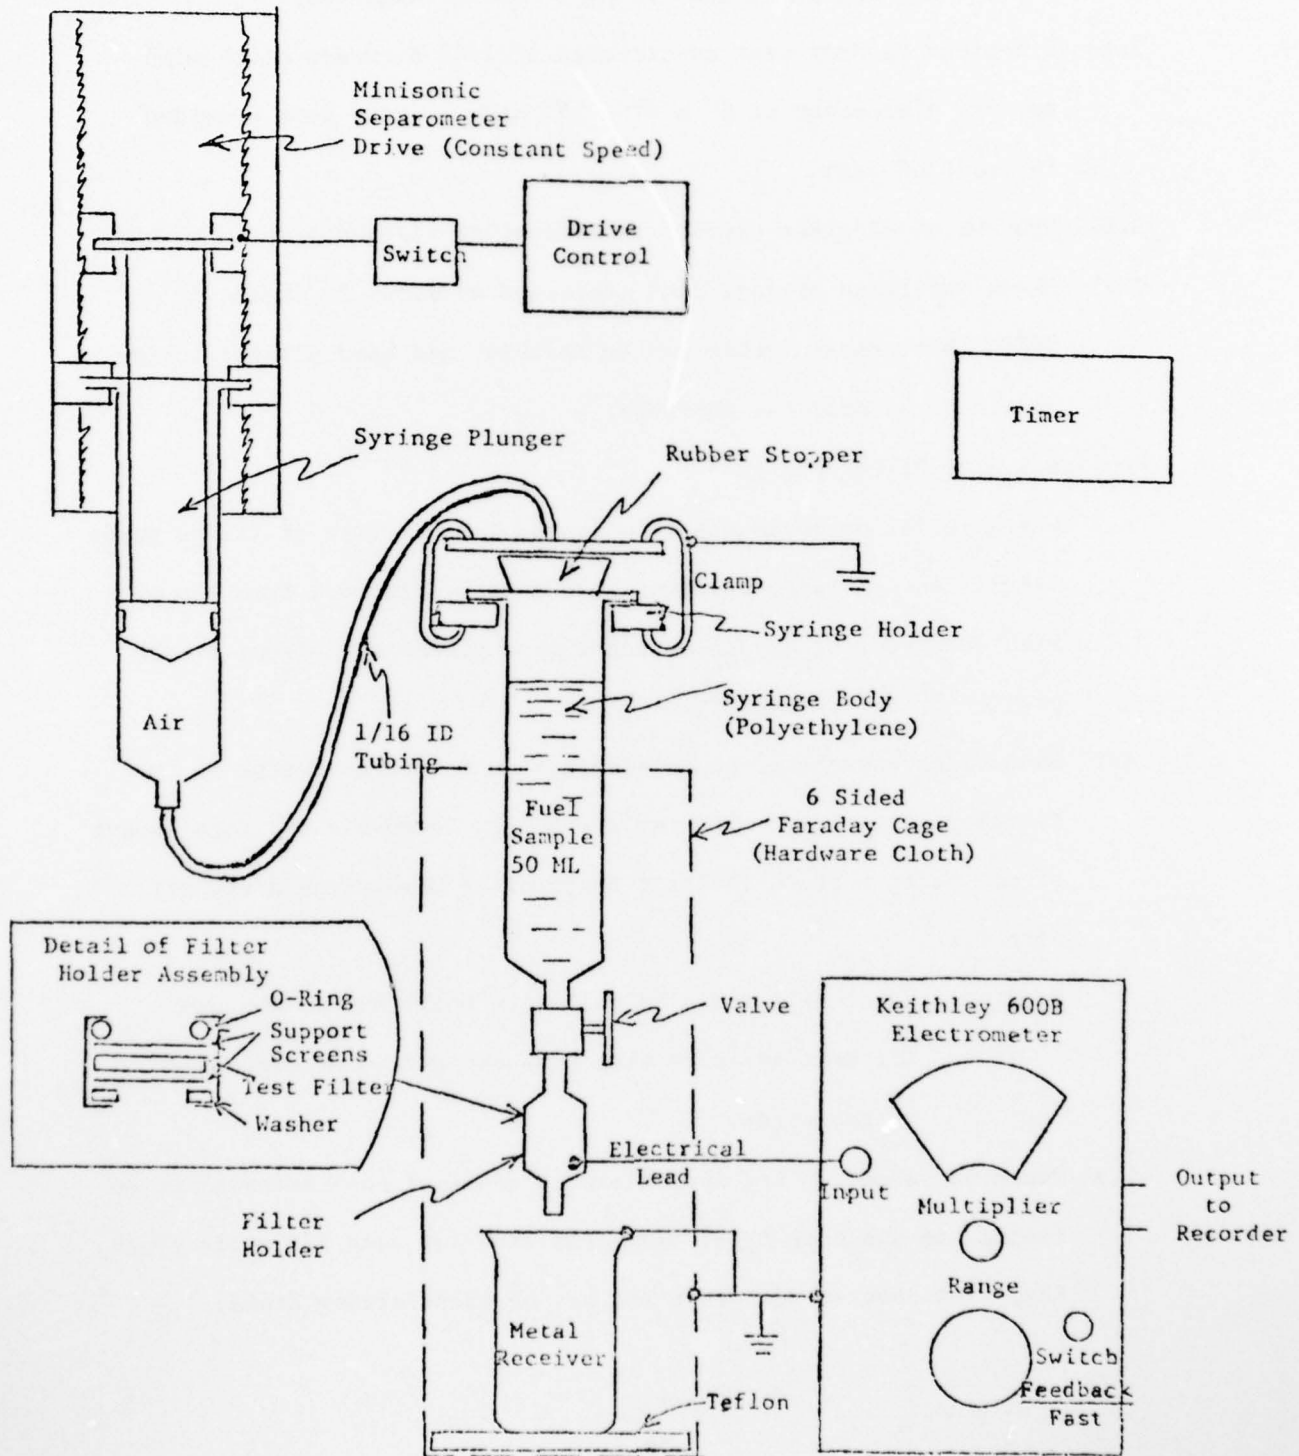 Minisonic
Separometer
Drive (Constant Speed)
Switch
Drive
Control
Timer
Syringe Plunger
Rubber Stopper
Clamp
Syringe Holder
Syringe Body
(Polyethylene)
Air
1/16 ID
Tubing
Fuel
Sample
50 ML
6 Sided
Faraday Cage
(Hardware Cloth)
Detail of Filter
Holder Assembly
O-Ring
Support
Screens
Test Filter
Washer
Valve
Keithley 600B
Electrometer
Electrical
Lead
Input
Multiplier
Output
to
Recorder
Filter
Holder
Range
Metal
Receiver
Switch
Feedback
Fast
Teflon